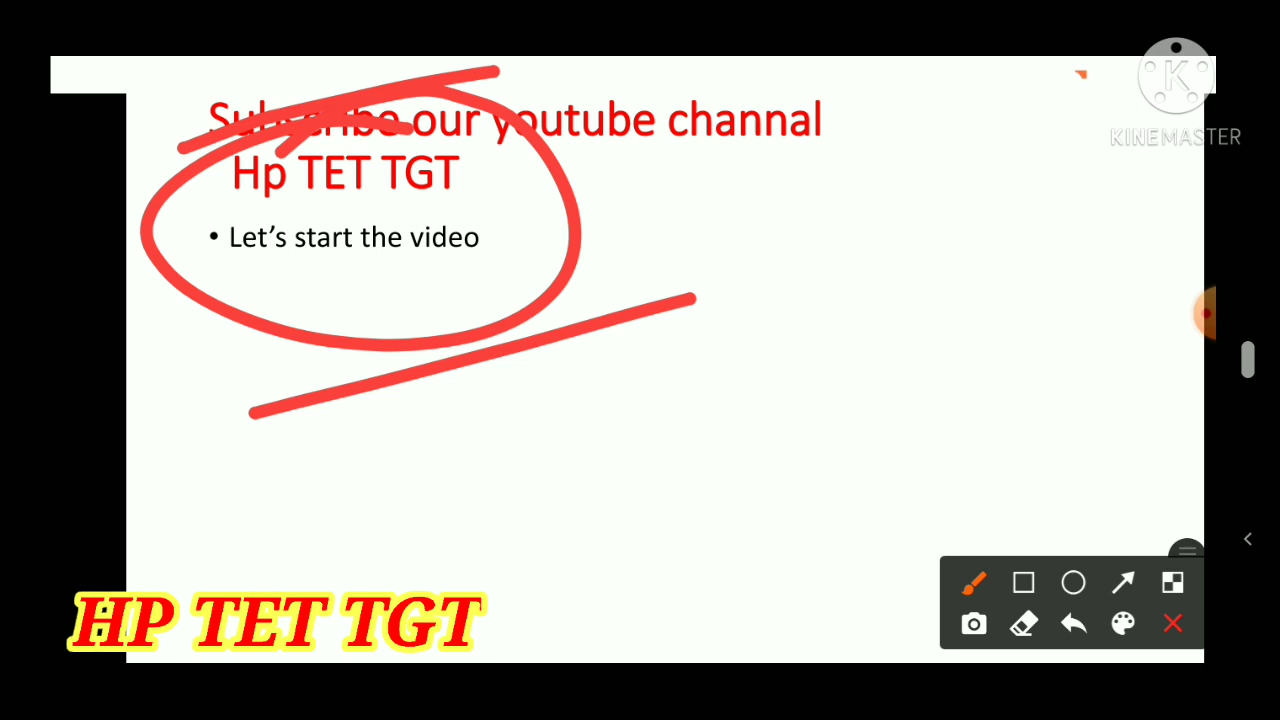 Subscribe our youtube channal
Hp TET TGT
• Let’s start the video
KINEMASTER
HP TET TGT